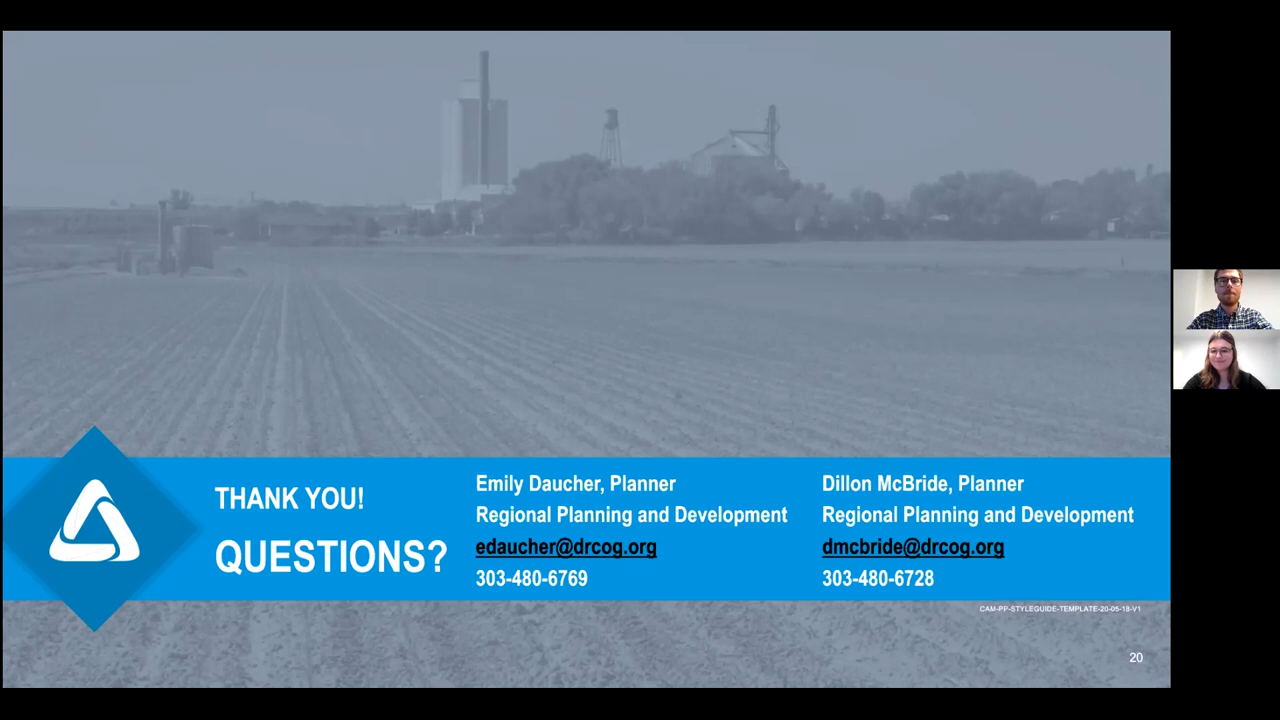 THANK YOU!
QUESTIONS?
Emily Daucher, Planner
Regional Planning and Development
edaucher@drcog.org
303-480-6769
Dillon McBride, Planner
Regional Planning and Development
dmcbride@drcog.org
303-480-6728
CAM-PP-STYLEGUIDE-TEMPLATE-20-05-18-V1
20